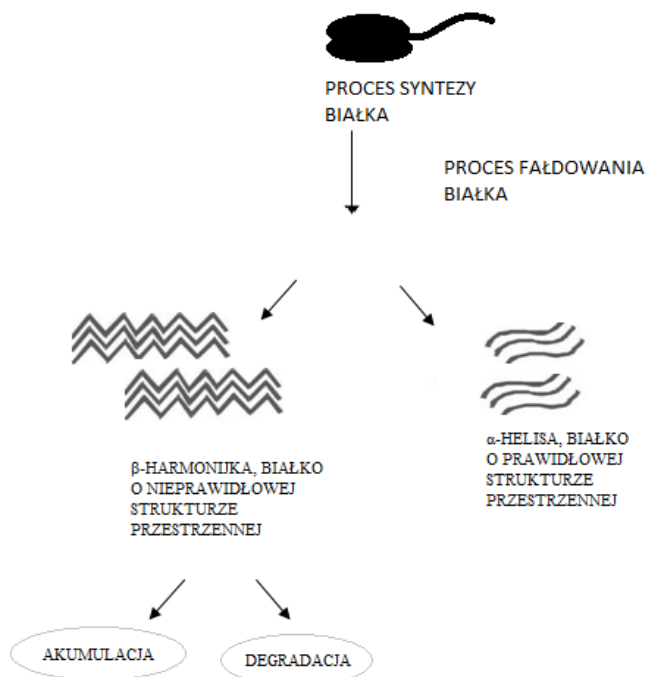 PROCES SYNTEZY
BIAŁKA
PROCES FAŁDOWANIA
BIAŁKA
β-HARMONIJKA, BIAŁKO
O NIEPRAWIDŁOWEJ
STRUKTURZE
PRZESTRZENNEJ
α-HELISA, BIAŁKO
O PRAWIDŁOWEJ
STRUKTURZE
PRZESTRZENNEJ
AKUMULACJA
DEGRADACJA